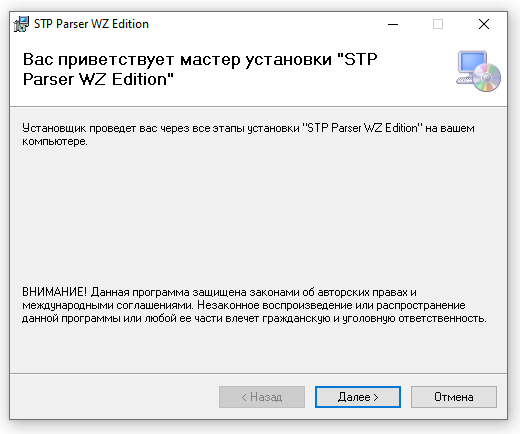 STP Parser WZ Edition
Вас приветствует мастер установки "STP
Parser WZ Edition"
Установщик проведет вас через все этапы установки "STP Parser WZ Edition" на вашем
компьютере.
ВНИМАНИЕ! Данная программа защищена законами об авторских правах и
международными соглашениями. Незаконное воспроизведение или распространение
данной программы или любой ее части влечет гражданскую и уголовную ответственность.
< Назад
Далее >
Отмена